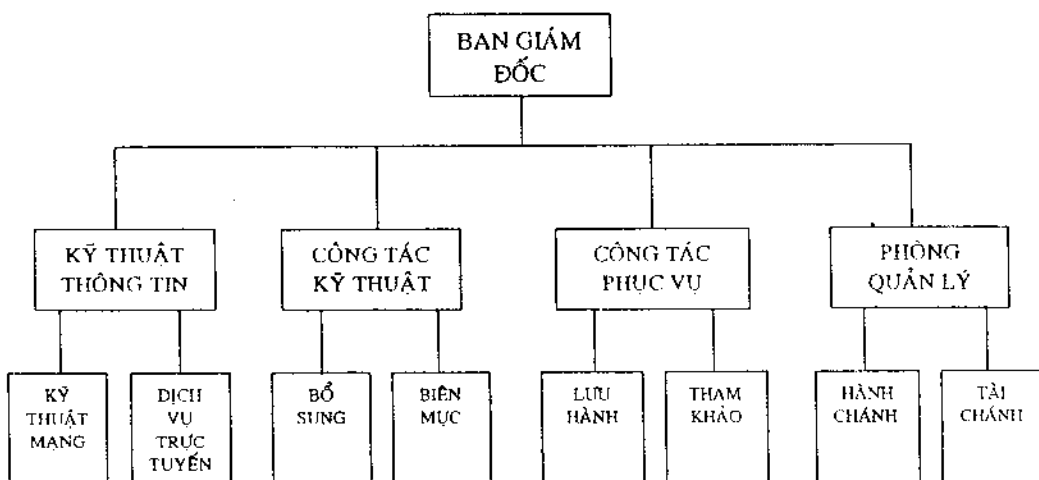 BAN GIÁM
ĐỐC
KỸ THUẬT
THÔNG TIN
CÔNG TÁC
KỸ THUẬT
CÔNG TÁC
PHỤC VỤ
PHÒNG
QUẢN LÝ
KỸ
THUẬT
MẠNG
DỊCH
VỤ
TRỰC
TUYẾN
BỔ
SUNG
BIÊN
MỤC
LƯU
HÀNH
THAM
KHẢO
HÀNH
CHÁNH
TÀI
CHÁNH